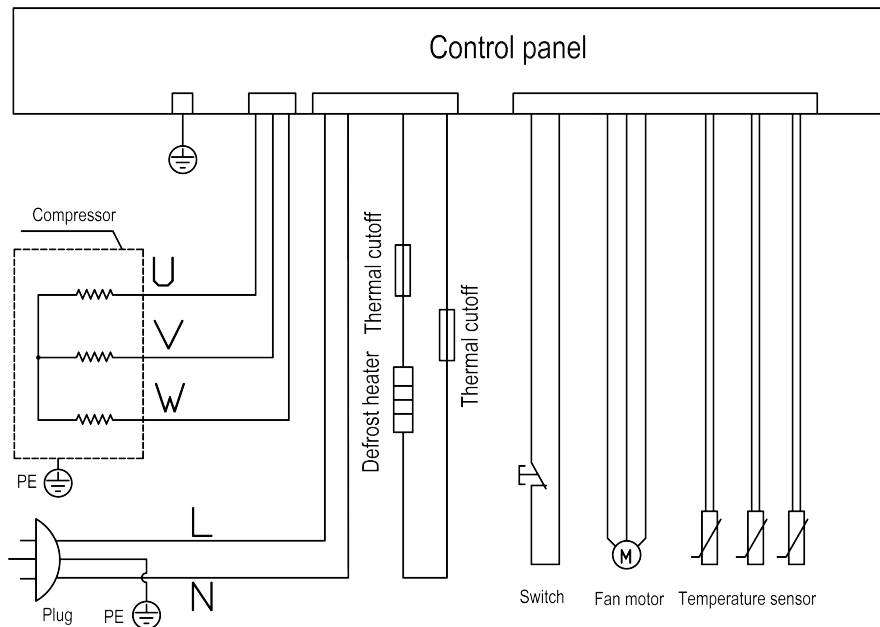 Control panel
Compressor
U
V
W
PE
L
N
Plug
PE
Thermal cutoff
Defrost heater
Thermal cutoff
Switch
M
Fan motor
Temperature sensor